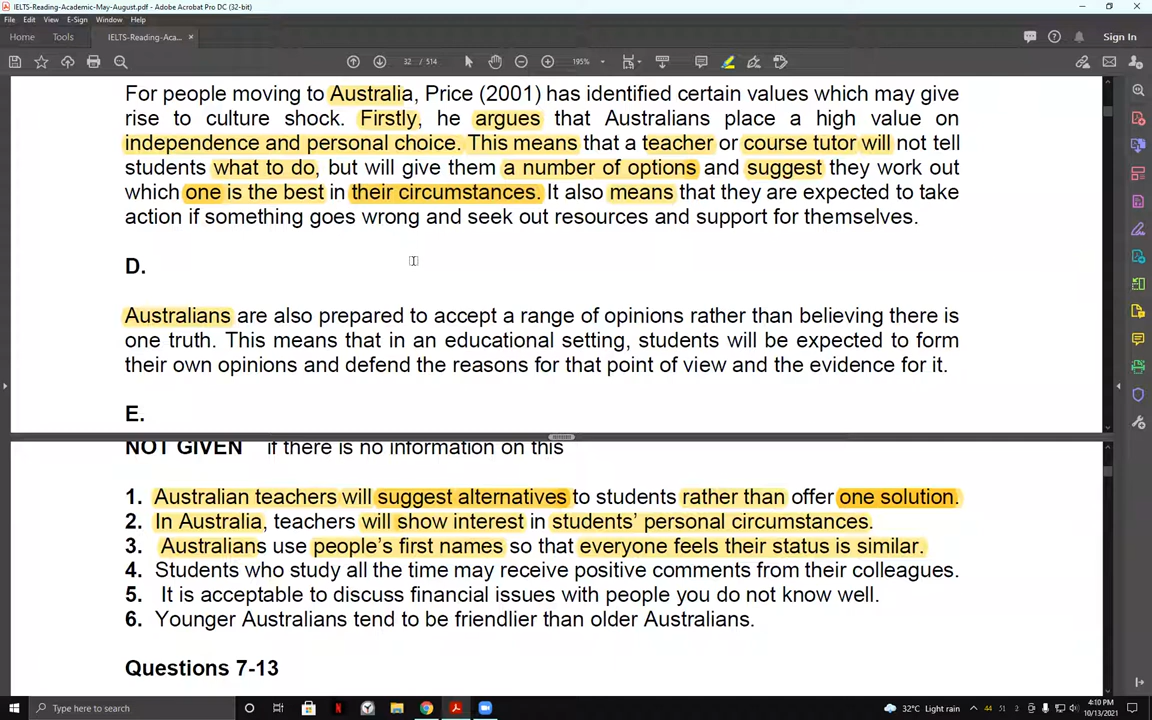 IELTS-Reading-Academic-May-August.pdf - Adobe Acrobat Pro DC (32-bit)
File Edit View E-Sign Window Help
Home Tools IELTS-Reading-Aca... × Sign In
32 / 514 195%
For people moving to Australia, Price (2001) has identified certain values which may give
rise to culture shock. Firstly, he argues that Australians place a high value on
independence and personal choice. This means that a teacher or course tutor will not tell
students what to do, but will give them a number of options and suggest they work out
which one is the best in their circumstances. It also means that they are expected to take
action if something goes wrong and seek out resources and support for themselves.
D.
Australians are also prepared to accept a range of opinions rather than believing there is
one truth. This means that in an educational setting, students will be expected to form
their own opinions and defend the reasons for that point of view and the evidence for it.
E.
NOT GIVEN if there is no information on this
1. Australian teachers will suggest alternatives to students rather than offer one solution.
2. In Australia, teachers will show interest in students' personal circumstances.
3. Australians use people's first names so that everyone feels their status is similar.
4. Students who study all the time may receive positive comments from their colleagues.
5. It is acceptable to discuss financial issues with people you do not know well.
6. Younger Australians tend to be friendlier than older Australians.
Questions 7-13
Type here to search 32°C Light rain 44 51 2 4:10 PM
10/13/2021